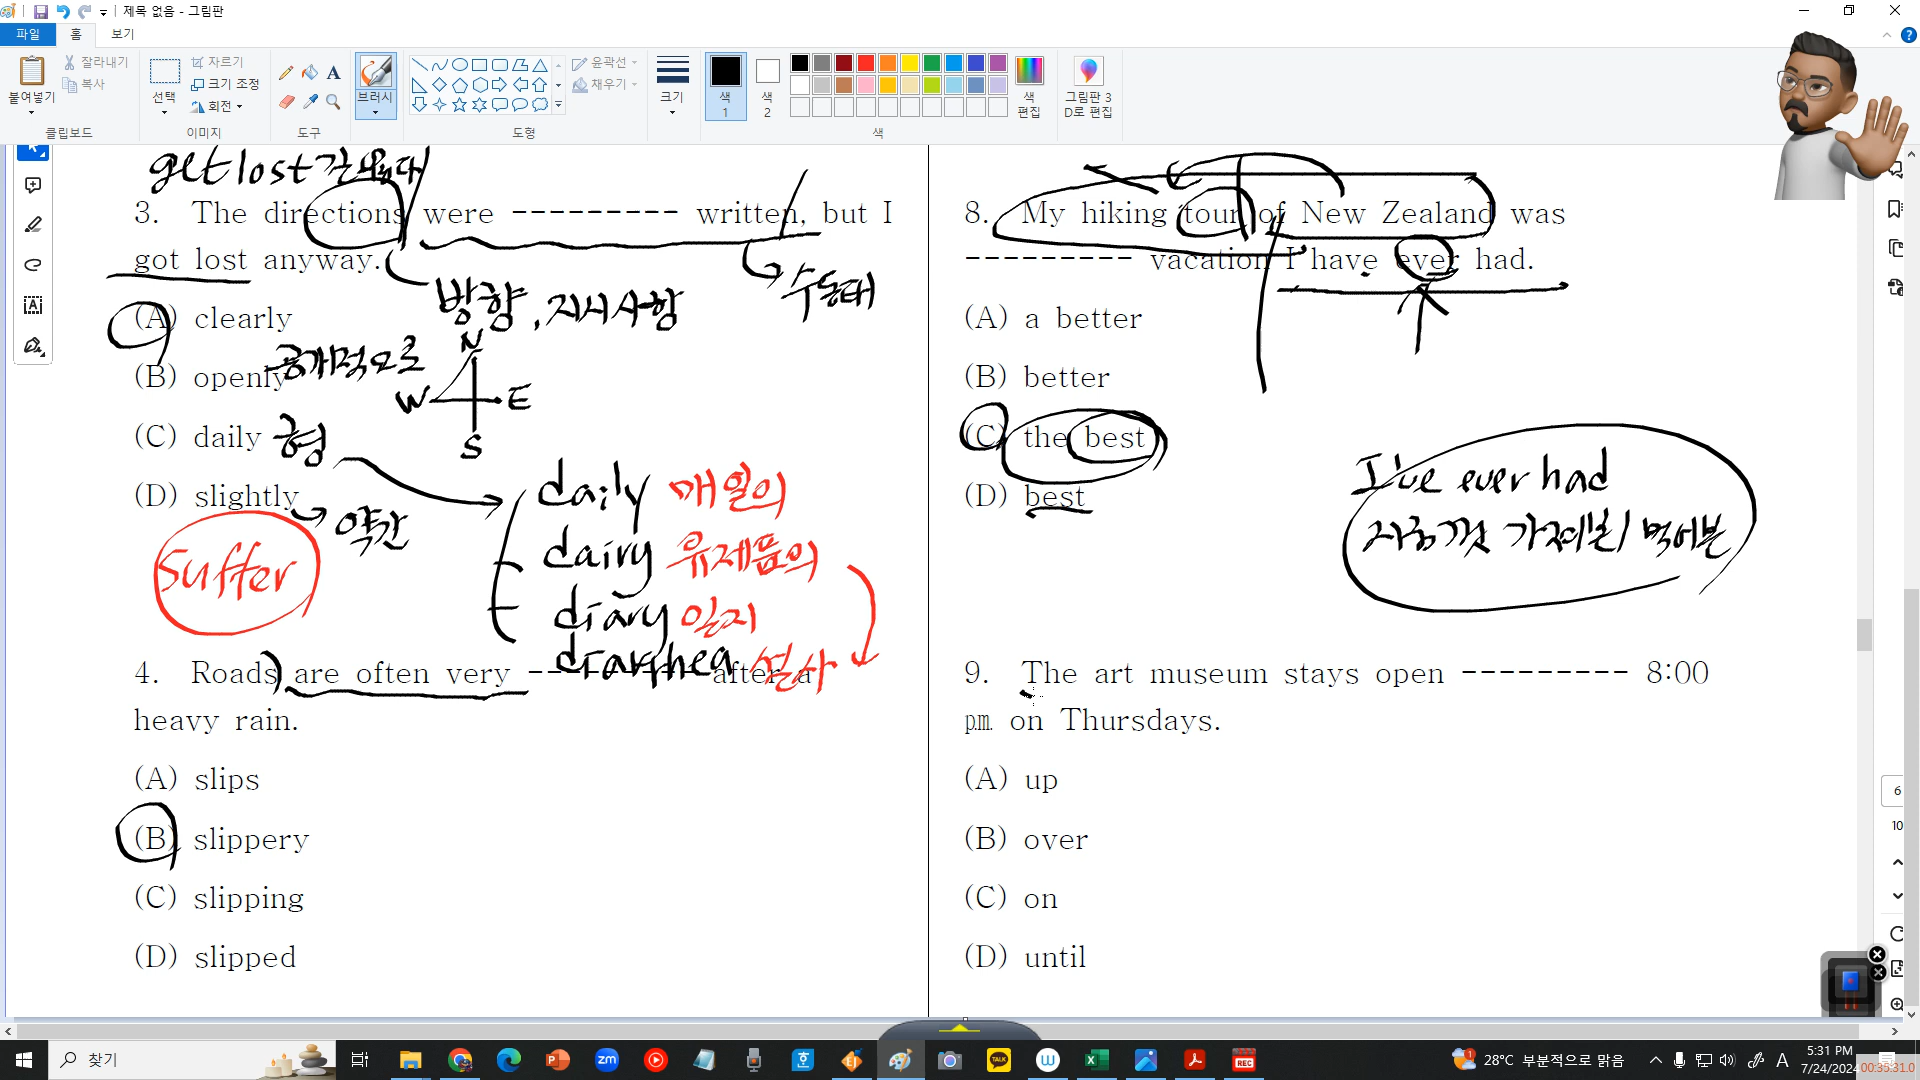 제목 없음 - 그림판
파일 홈 보기
붙여넣기
잘라내기
복사
클립보드
선택
자르기
크기 조정
회전
이미지
도구
브러시
윤곽선
채우기
도형
크기
색 1
색 2
색
색 편집
그림판 3D로 편집
get lost
3. The directions were --------- written, but I
got lost anyway.
방향, 지시사항
수동태
(A) clearly
(B) openly 공개적으로
(C) daily 형
(D) slightly
약간
N
W E
S
daily 매일의
dairy 유제품의
diary 일지
diarrhea 설사
Suffer
4. Roads are often very --------- after a
heavy rain.
(A) slips
(B) slippery
(C) slipping
(D) slipped
8. My hiking tour of New Zealand was
--------- vacation I have ever had.
(A) a better
(B) better
(C) the best
(D) best
I've ever had
지금껏 가져본 먹어본
9. The art museum stays open --------- 8:00
p.m. on Thursdays.
(A) up
(B) over
(C) on
(D) until
6
10
찾기
28°C 부분적으로 맑음
A
5:31 PM
7/24/2024
00:35:31.0